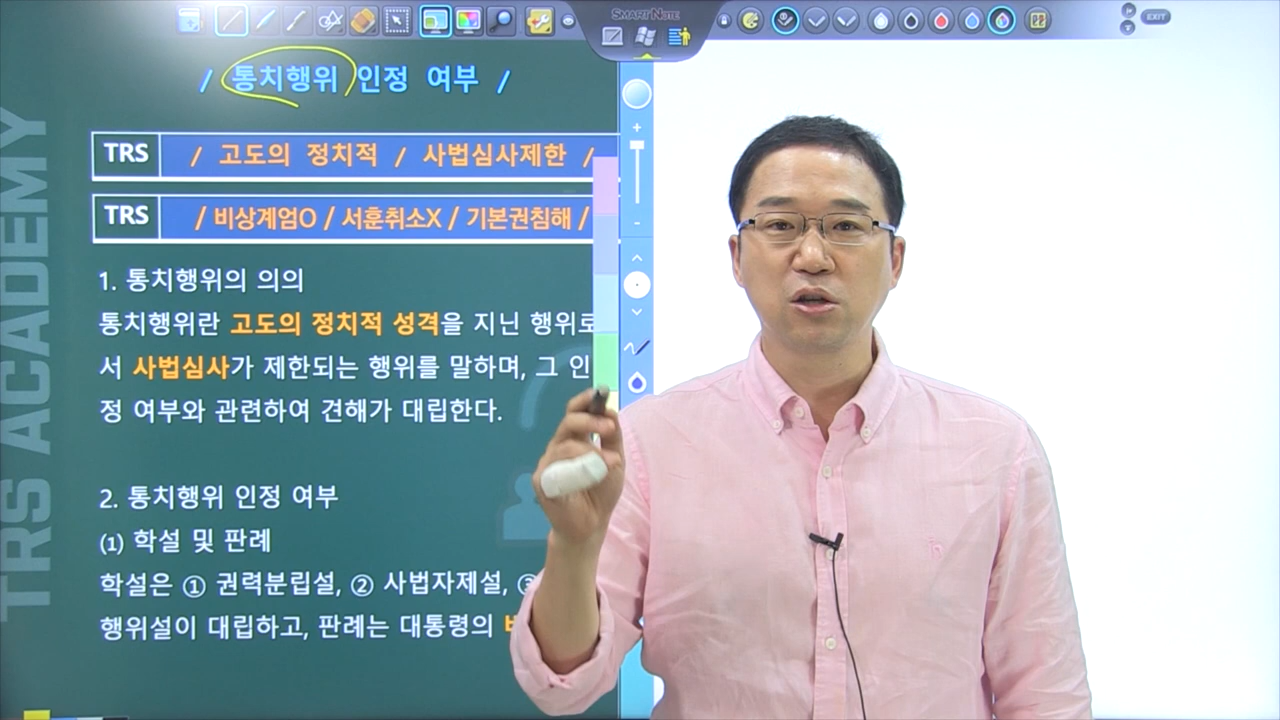 SMART NOTE
EXIT
/ 통치행위 인정 여부 /
TRS / 고도의 정치적 / 사법심사제한 /
TRS / 비상계엄O / 서훈취소X / 기본권침해 /
1. 통치행위의 의의
통치행위란 고도의 정치적 성격을 지닌 행위로
서 사법심사가 제한되는 행위를 말하며, 그 인
정 여부와 관련하여 견해가 대립한다.
2. 통치행위 인정 여부
(1) 학설 및 판례
학설은 ① 권력분립설, ② 사법자제설, ③
행위설이 대립하고, 판례는 대통령의
TRS ACADEMY